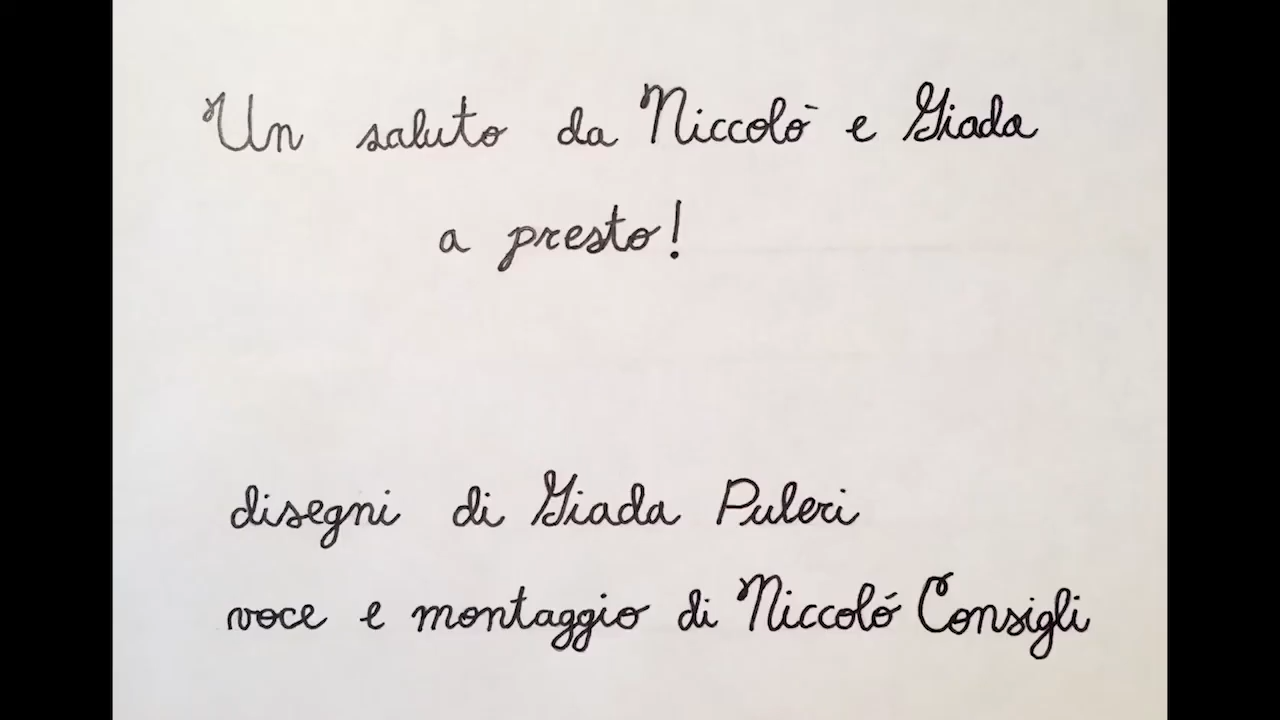 Un saluto da Niccolò e Giada
a presto!
disegni di Giada Puleri
voce e montaggio di Niccoló Consigli